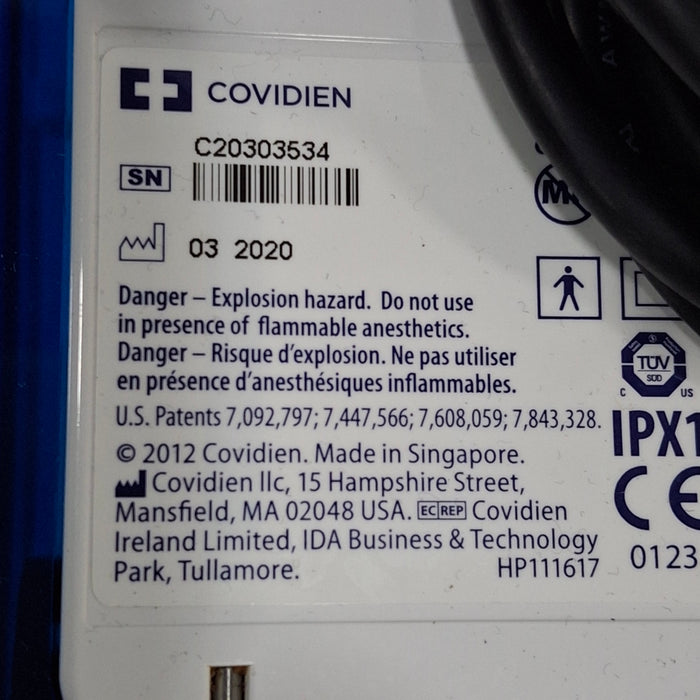 COVIDIEN
C20303534
SN
03 2020
Danger – Explosion hazard. Do not use
in presence of flammable anesthetics.
Danger – Risque d'explosion. Ne pas utiliser
en présence d'anesthésiques inflammables.
U.S. Patents 7,092,797; 7,447,566; 7,608,059; 7,843,328.
© 2012 Covidien. Made in Singapore.
Covidien llc, 15 Hampshire Street,
Mansfield, MA 02048 USA. EC REP Covidien
Ireland Limited, IDA Business & Technology
Park, Tullamore.
HP111617
TÜV
SÜD
C US
IPX1
CE
0123